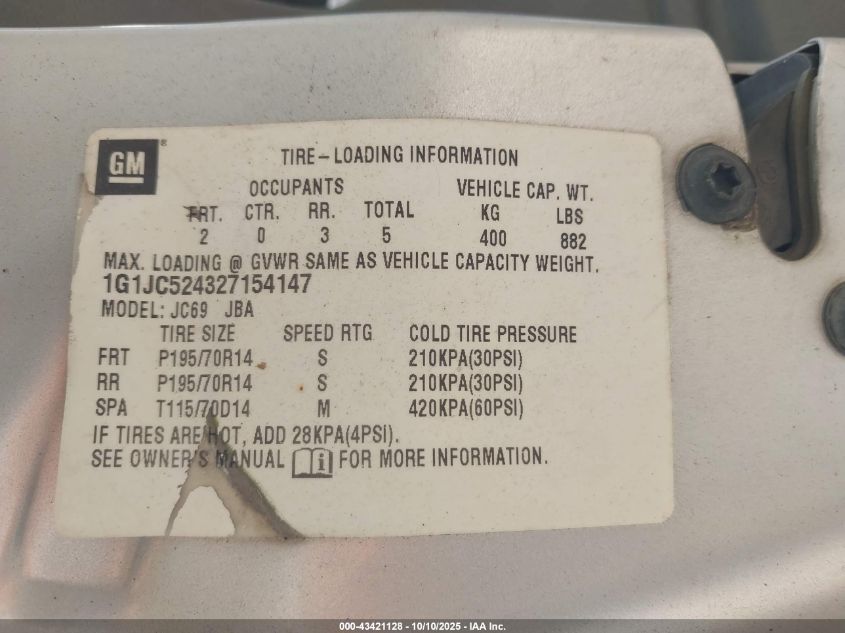 GM®
TIRE-LOADING INFORMATION
OCCUPANTS VEHICLE CAP. WT.
FRT. CTR. RR. TOTAL KG LBS
2 0 3 5 400 882
MAX. LOADING @ GVWR SAME AS VEHICLE CAPACITY WEIGHT.
1G1JC524327154147
MODEL: JC69 JBA
TIRE SIZE SPEED RTG COLD TIRE PRESSURE
FRT P195/70R14 S 210KPA(30PSI)
RR P195/70R14 S 210KPA(30PSI)
SPA T115/70D14 M 420KPA(60PSI)
IF TIRES ARE HOT, ADD 28KPA(4PSI).
SEE OWNER'S MANUAL i FOR MORE INFORMATION.
000-43421128 - 10/10/2025 - IAA Inc.